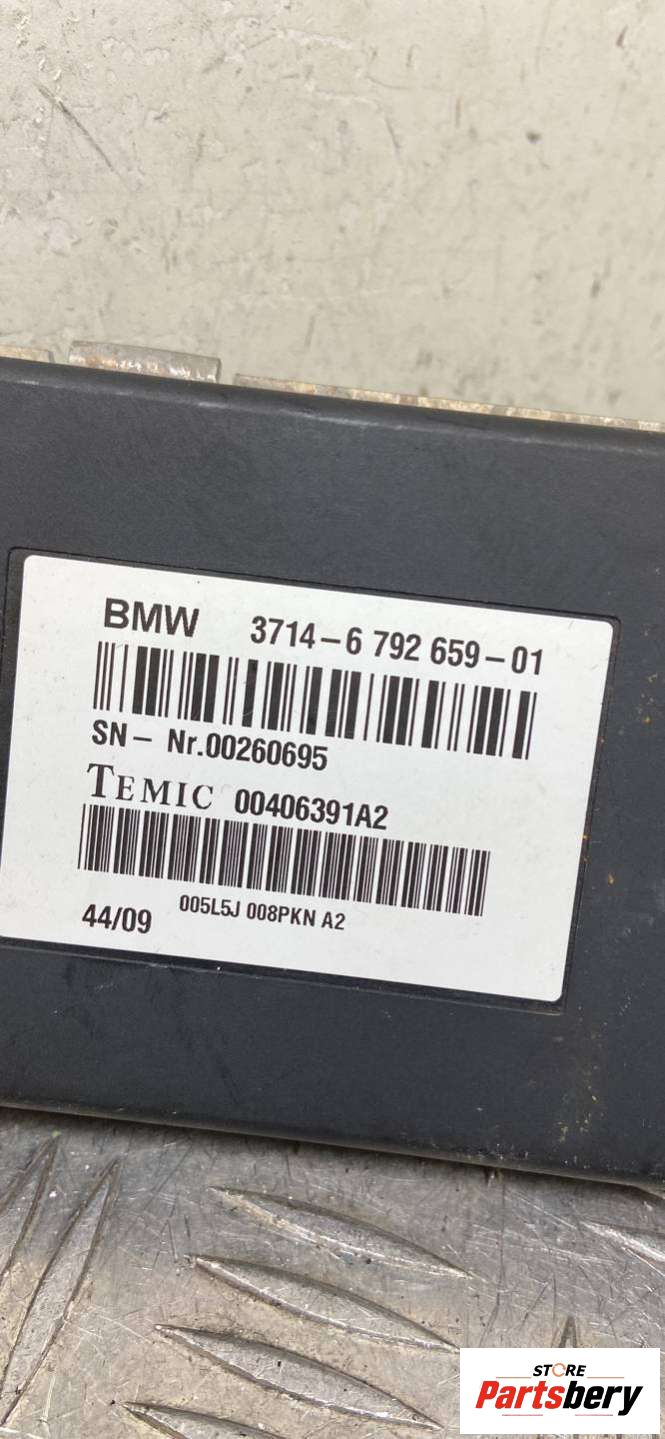 BMW 3714-6 792 659-01
SN- Nr.00260695
TEMIC 00406391A2
005L5J 008PKN A2
44/09
STORE
Partsbery